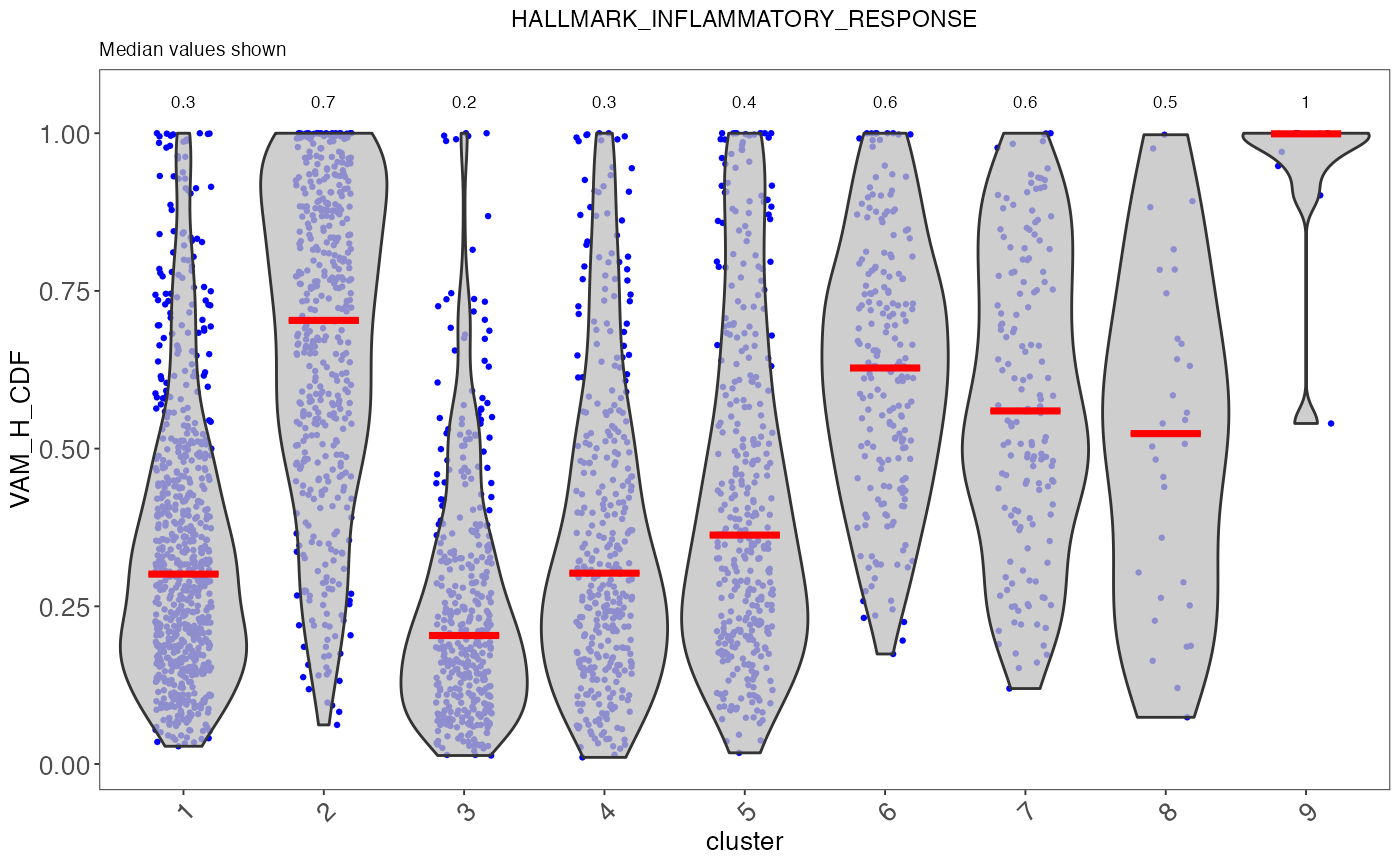 HALLMARK_INFLAMMATORY_RESPONSE
Median values shown
0.3 0.7 0.2 0.3 0.4 0.6 0.6 0.5 1
1.00
0.75
0.50
0.25
0.00
VAM_H_CDF
1 2 3 4 5 6 7 8 9
cluster